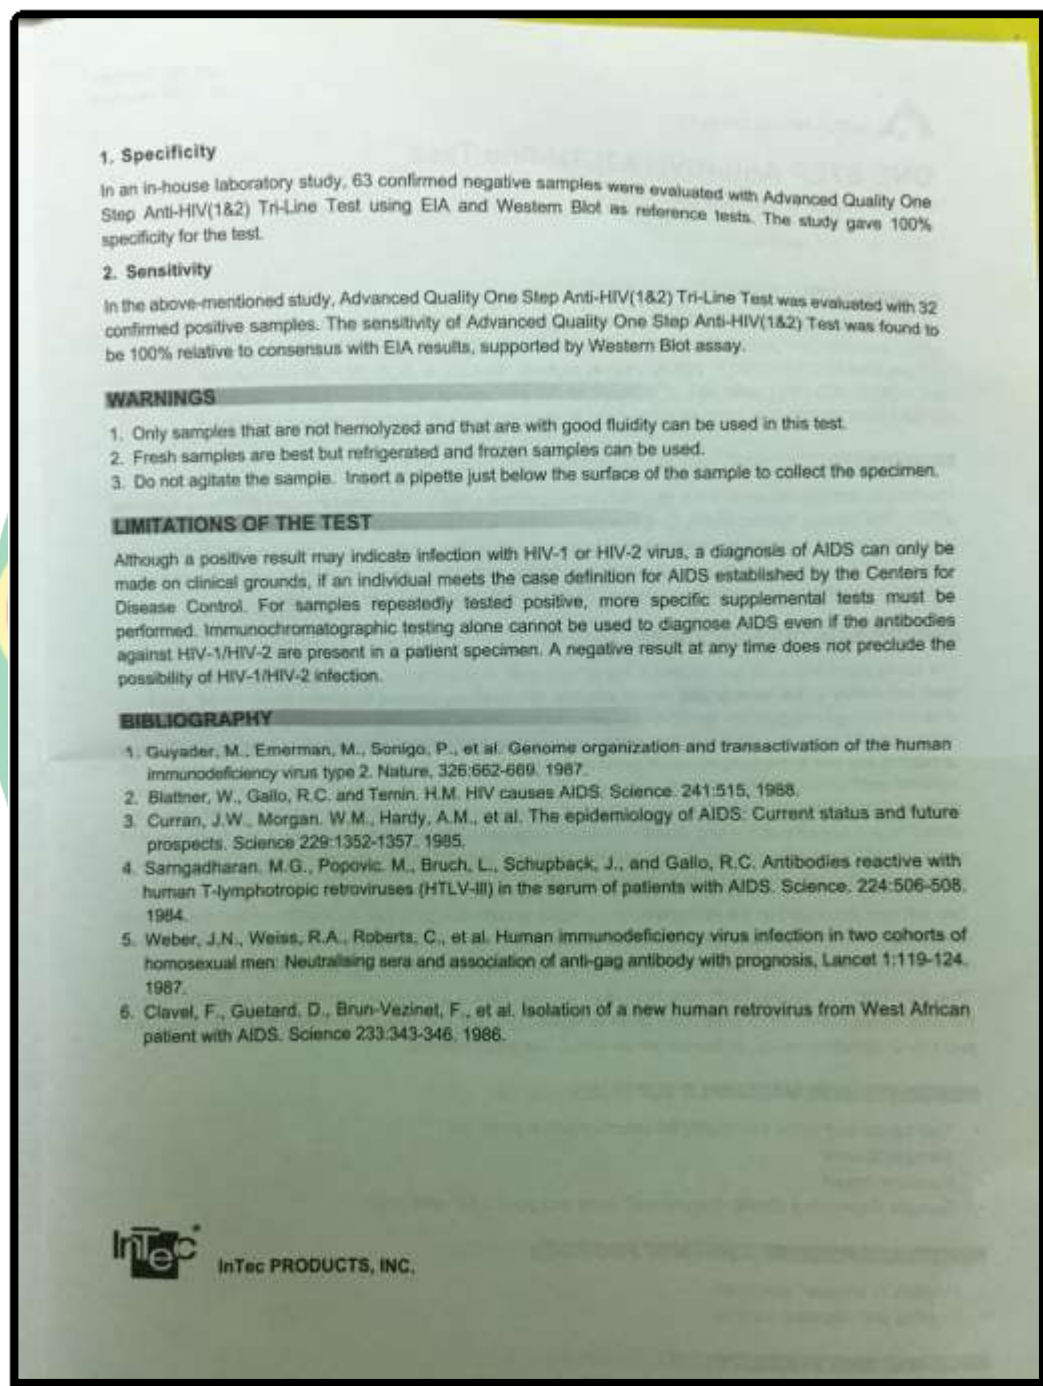 1. Specificity
In an in-house laboratory study, 63 confirmed negative samples were evaluated with Advanced Quality One
Step Anti-HIV(1&2) Tri-Line Test using EIA and Western Blot as reference tests. The study gave 100%
specificity for the test.
2. Sensitivity
In the above-mentioned study, Advanced Quality One Step Anti-HIV(1&2) Tri-Line Test was evaluated with 32
confirmed positive samples. The sensitivity of Advanced Quality One Step Anti-HIV(1&2) Test was found to
be 100% relative to consensus with EIA results, supported by Western Blot assay.
WARNINGS
1. Only samples that are not hemolyzed and that are with good fluidity can be used in this test.
2. Fresh samples are best but refrigerated and frozen samples can be used.
3. Do not agitate the sample. Insert a pipette just below the surface of the sample to collect the specimen.
LIMITATIONS OF THE TEST
Although a positive result may indicate infection with HIV-1 or HIV-2 virus, a diagnosis of AIDS can only be
made on clinical grounds, if an individual meets the case definition for AIDS established by the Centers for
Disease Control. For samples repeatedly tested positive, more specific supplemental tests must be
performed. Immunochromatographic testing alone cannot be used to diagnose AIDS even if the antibodies
against HIV-1/HIV-2 are present in a patient specimen. A negative result at any time does not preclude the
possibility of HIV-1/HIV-2 infection.
BIBLIOGRAPHY
1. Guyader, M., Emerman, M., Sonigo, P., et al. Genome organization and transactivation of the human
immunodeficiency virus type 2. Nature, 326:662-669. 1987.
2. Blattner, W., Gallo, R.C. and Temin. H.M. HIV causes AIDS. Science. 241:515, 1988.
3. Curran, J.W., Morgan. W.M., Hardy, A.M., et al. The epidemiology of AIDS: Current status and future
prospects. Science 229:1352-1357. 1985.
4. Sarngadharan. M.G., Popovic. M., Bruch, L., Schupback, J., and Gallo, R.C. Antibodies reactive with
human T-lymphotropic retroviruses (HTLV-III) in the serum of patients with AIDS. Science. 224:506-508.
1984.
5. Weber, J.N., Weiss, R.A., Roberts, C., et al. Human immunodeficiency virus infection in two cohorts of
homosexual men: Neutralising sera and association of anti-gag antibody with prognosis, Lancet 1:119-124.
1987.
6. Clavel, F., Guetard, D., Brun-Vezinet, F., et al. Isolation of a new human retrovirus from West African
patient with AIDS. Science 233:343-346. 1986.
InTec®
InTec PRODUCTS, INC.